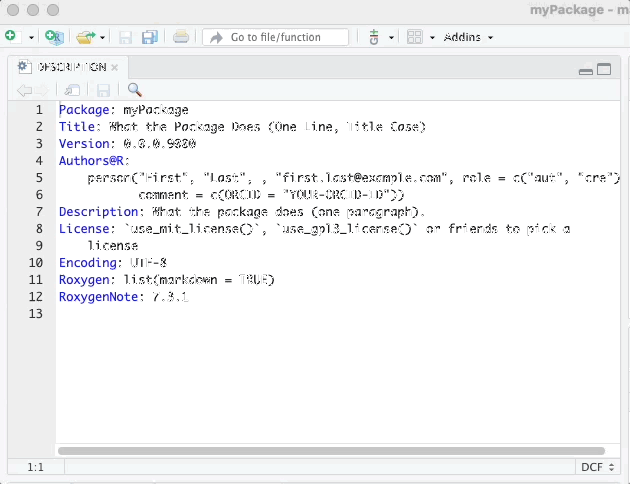 myPackage - m
Go to file/function
Addins
DESCRIPTION
1 Package: myPackage
2 Title: What the Package Does (One Line, Title Case)
3 Version: 0.0.0.9000
4 Authors@R:
5 person("First", "Last", , "first.last@example.com", role = c("aut", "cre")
6 comment = c(ORCID = "YOUR-ORCID-ID"))
7 Description: What the package does (one paragraph).
8 License: `use_mit_license()`, `use_gpl3_license()` or friends to pick a
9 license
10 Encoding: UTF-8
11 Roxygen: list(markdown = TRUE)
12 RoxygenNote: 7.3.1
13
1:1
DCF